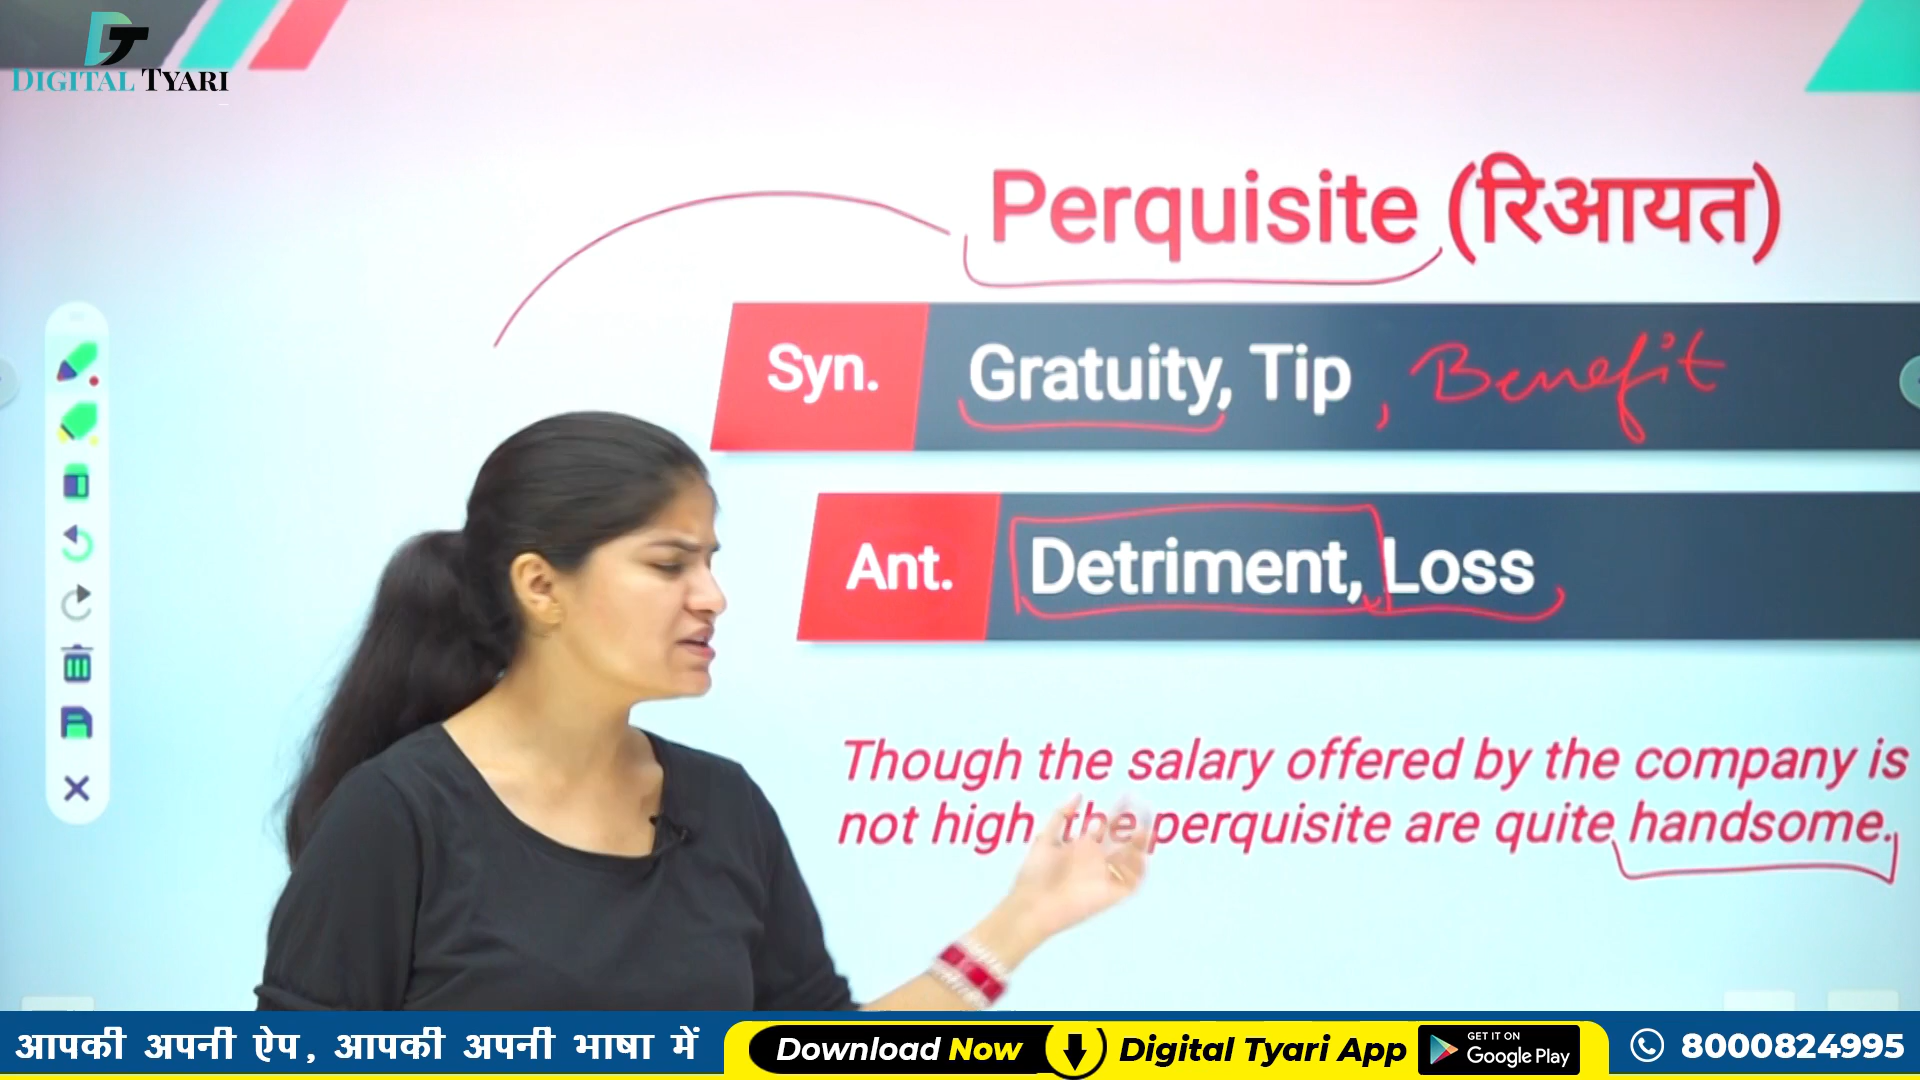 DT
DIGITAL TYARI
Perquisite (रिआयत)
Syn.
Gratuity, Tip , Benefit
Ant.
Detriment, Loss
Though the salary offered by the company is
not high, the perquisite are quite handsome.
आपकी अपनी ऐप, आपकी अपनी भाषा में
Download Now
Digital Tyari App
GET IT ON
Google Play
8000824995